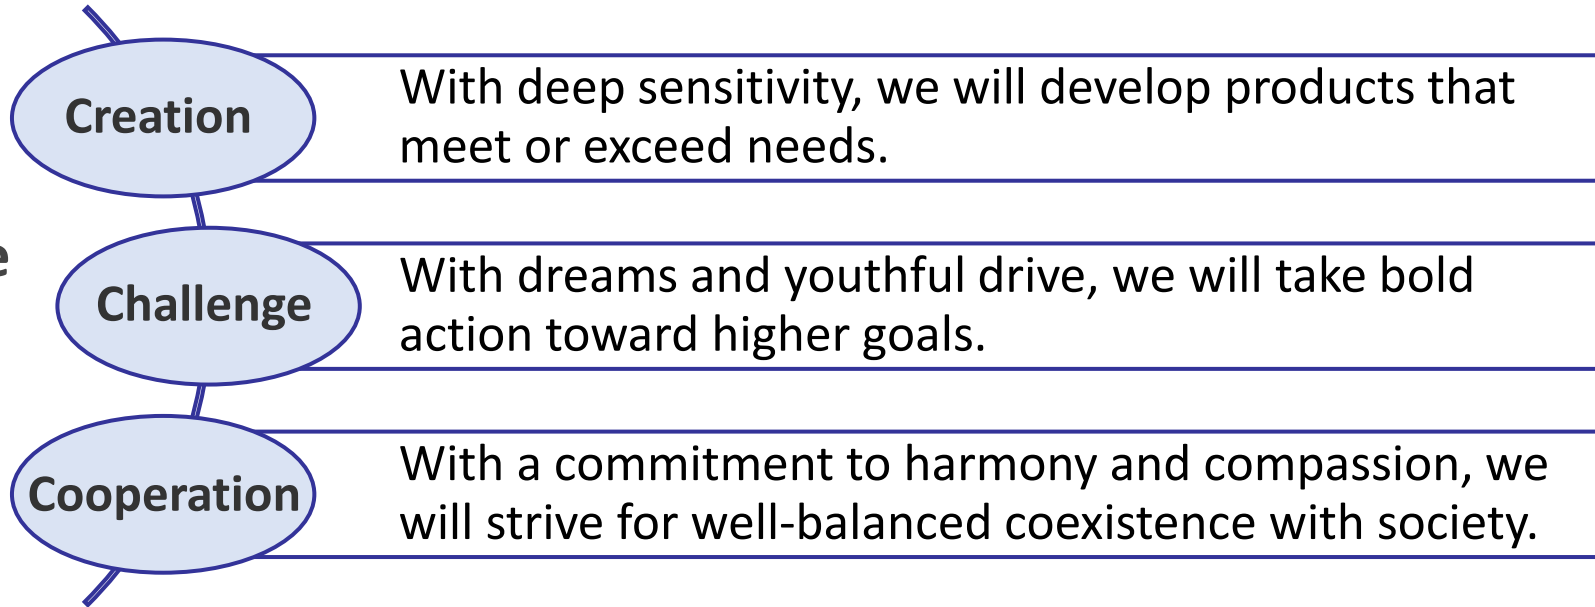 Creation
With deep sensitivity, we will develop products that
meet or exceed needs.
Challenge
With dreams and youthful drive, we will take bold
action toward higher goals.
Cooperation
With a commitment to harmony and compassion, we
will strive for well-balanced coexistence with society.